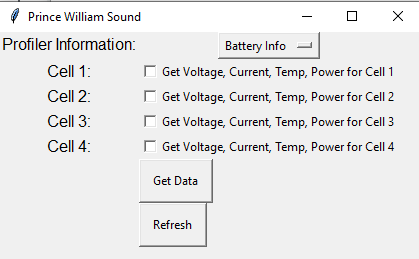 Prince William Sound
Profiler Information: Battery Info
Cell 1: Get Voltage, Current, Temp, Power for Cell 1
Cell 2: Get Voltage, Current, Temp, Power for Cell 2
Cell 3: Get Voltage, Current, Temp, Power for Cell 3
Cell 4: Get Voltage, Current, Temp, Power for Cell 4
Get Data
Refresh